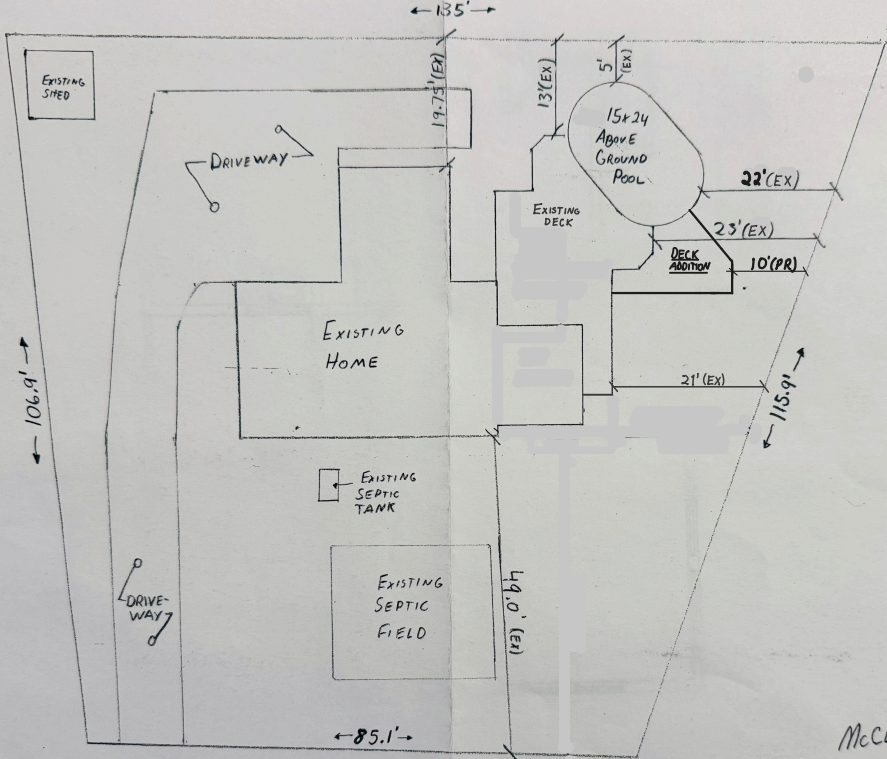 135'
EXISTING
SHED
19.75' (EX)
13' (EX)
5'
(EX)
15x24
ABOVE
GROUND
POOL
DRIVEWAY
22' (EX)
EXISTING
DECK
23' (EX)
DECK
ADDITION
10' (PR)
EXISTING
HOME
106.9'
21' (EX)
115.9'
EXISTING
SEPTIC
TANK
EXISTING
SEPTIC
FIELD
49.0' (EX)
DRIVE-
WAY
85.1'